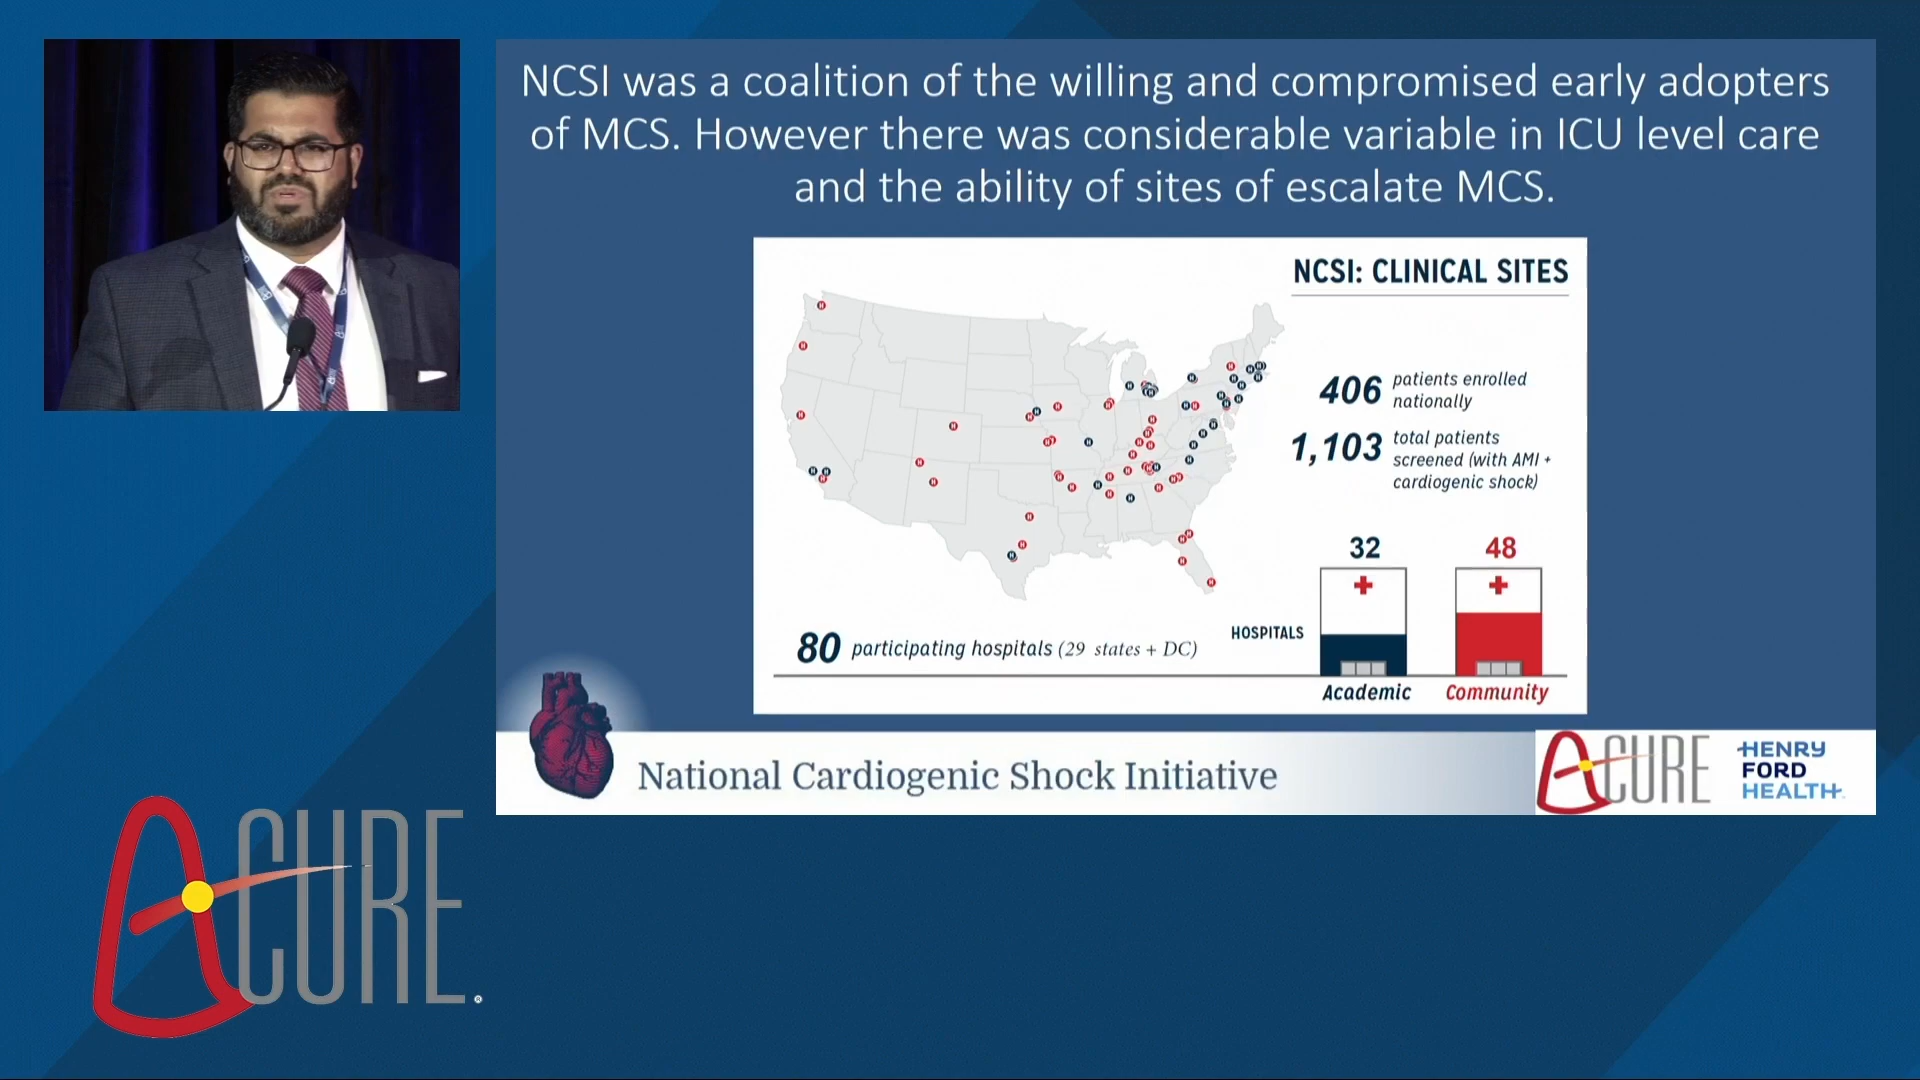 NCSI was a coalition of the willing and compromised early adopters
of MCS. However there was considerable variable in ICU level care
and the ability of sites of escalate MCS.
NCSI: CLINICAL SITES
406 patients enrolled
nationally
1,103 total patients
screened (with AMI +
cardiogenic shock)
32 48
HOSPITALS
Academic Community
80 participating hospitals (29 states + DC)
National Cardiogenic Shock Initiative
ACURE
HENRY
FORD
HEALTH
ACURE®